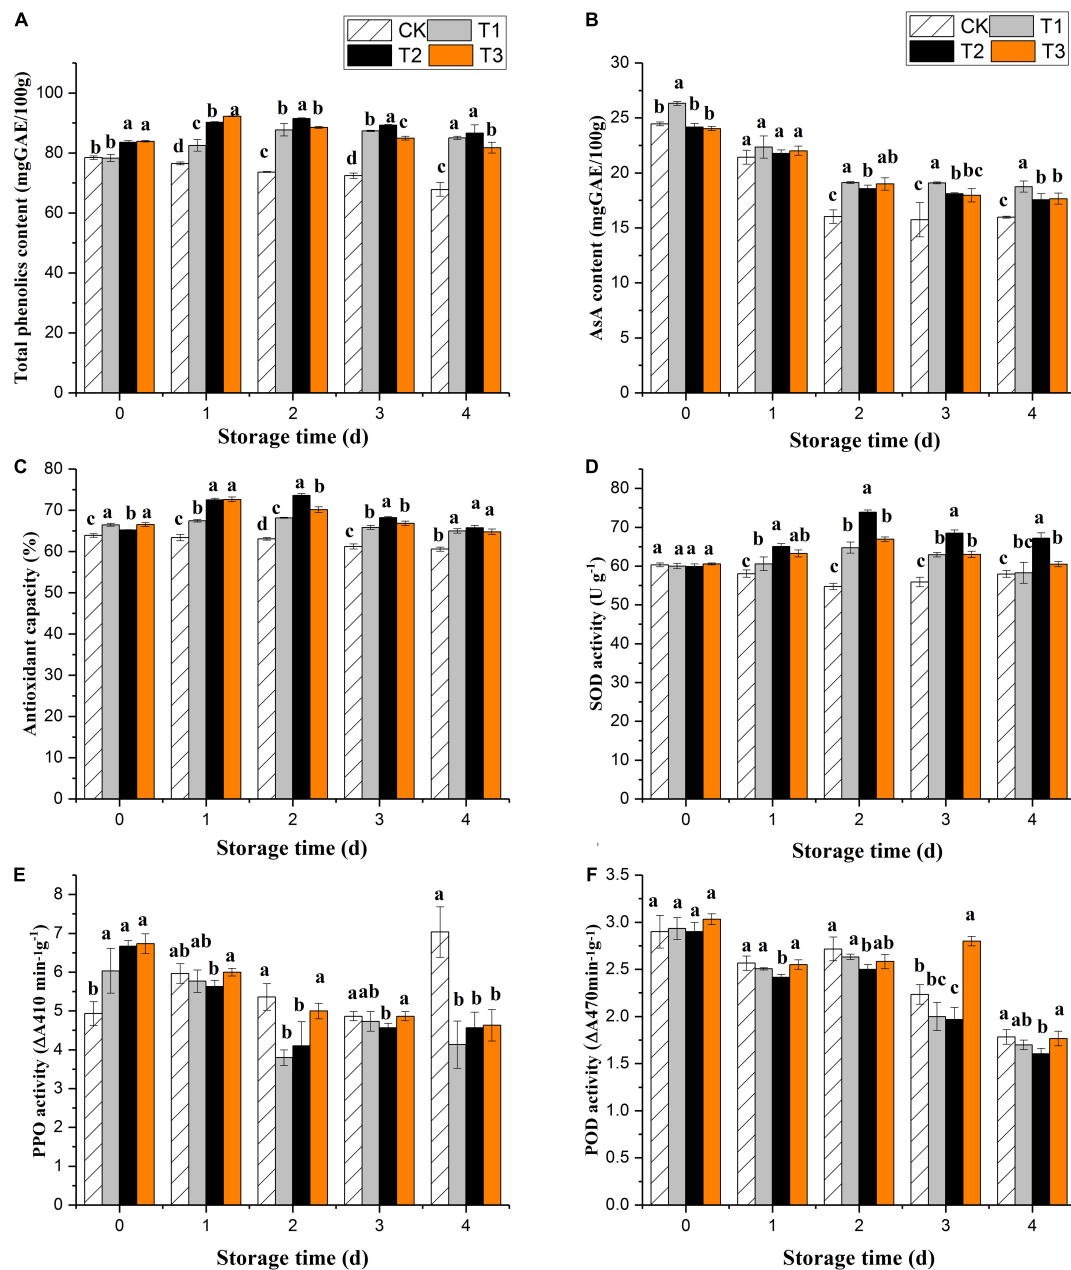 A
CK T1
T2 T3
Total phenolics content (mgGAE/100g)
100
80
60
40
20
0
b b a a
d c b a
c b a b
d b a c
c a a b
0 1 2 3 4
Storage time (d)
B
CK T1
T2 T3
AsA content (mgGAE/100g)
30
25
20
15
10
5
0
b a b b
a a a a
c a b ab
c a b bc
c a b b
0 1 2 3 4
Storage time (d)
C
Antioxidant capacity (%)
80
70
60
50
40
30
20
10
0
c a b a
c b a a
d c a b
c b a b
b a a a
0 1 2 3 4
Storage time (d)
D
SOD activity (U g-1)
80
70
60
50
40
30
20
10
0
a a a a
c b a ab
c b a b
c b a b
c bc a b
0 1 2 3 4
Storage time (d)
E
PPO activity (ΔA410 min-1g-1)
8
7
6
5
4
3
2
1
0
b a a a
ab ab b a
a b b a
a ab b a
a b b b
0 1 2 3 4
Storage time (d)
F
POD activity (ΔA470min-1g-1)
3.5
3.0
2.5
2.0
1.5
1.0
0.5
0.0
a a a a
a a b a
a a b ab
b bc c a
a ab b a
0 1 2 3 4
Storage time (d)